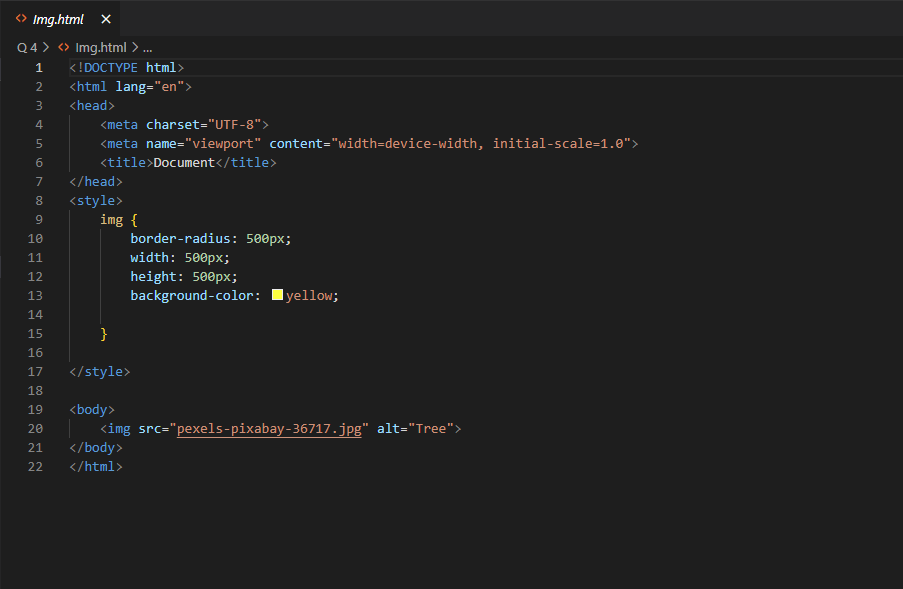 Img.html
Q 4 > Img.html > ...
1 <!DOCTYPE html>
2 <html lang="en">
3 <head>
4     <meta charset="UTF-8">
5     <meta name="viewport" content="width=device-width, initial-scale=1.0">
6     <title>Document</title>
7 </head>
8 <style>
9     img {
10         border-radius: 500px;
11         width: 500px;
12         height: 500px;
13         background-color: yellow;
14
15     }
16
17 </style>
18
19 <body>
20     <img src="pexels-pixabay-36717.jpg" alt="Tree">
21 </body>
22 </html>